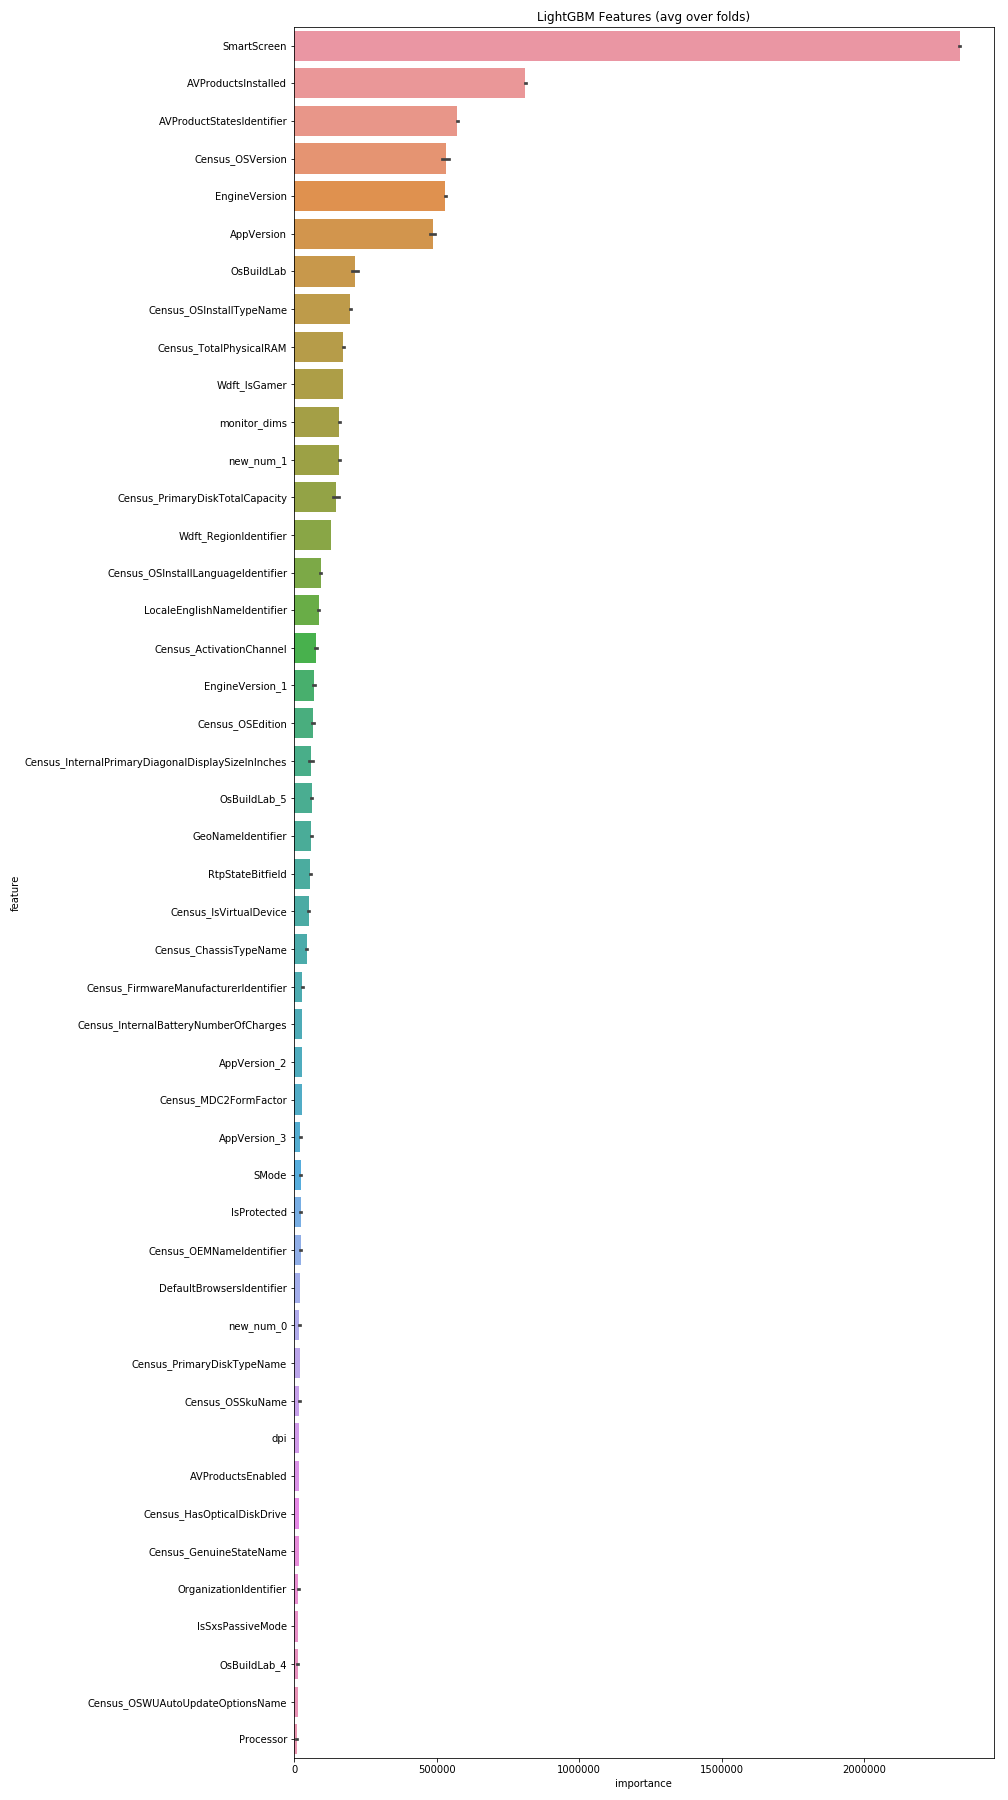 LightGBM Features (avg over folds)
SmartScreen
AVProductsInstalled
AVProductStatesIdentifier
Census_OSVersion
EngineVersion
AppVersion
OsBuildLab
Census_OSInstallTypeName
Census_TotalPhysicalRAM
Wdft_IsGamer
monitor_dims
new_num_1
Census_PrimaryDiskTotalCapacity
Wdft_RegionIdentifier
Census_OSInstallLanguageIdentifier
LocaleEnglishNameIdentifier
Census_ActivationChannel
EngineVersion_1
Census_OSEdition
Census_InternalPrimaryDiagonalDisplaySizeInInches
OsBuildLab_5
GeoNameIdentifier
RtpStateBitfield
Census_IsVirtualDevice
Census_ChassisTypeName
Census_FirmwareManufacturerIdentifier
Census_InternalBatteryNumberOfCharges
AppVersion_2
Census_MDC2FormFactor
AppVersion_3
SMode
IsProtected
Census_OEMNameIdentifier
DefaultBrowsersIdentifier
new_num_0
Census_PrimaryDiskTypeName
Census_OSSkuName
dpi
AVProductsEnabled
Census_HasOpticalDiskDrive
Census_GenuineStateName
OrganizationIdentifier
IsSxsPassiveMode
OsBuildLab_4
Census_OSWUAutoUpdateOptionsName
Processor
feature
0 500000 1000000 1500000 2000000
importance